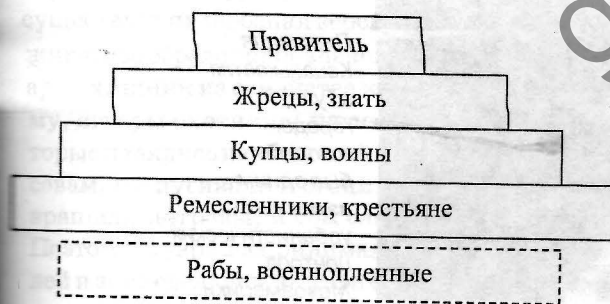 Правитель
Жрецы, знать
Купцы, воины
Ремесленники, крестьяне
Рабы, военнопленные